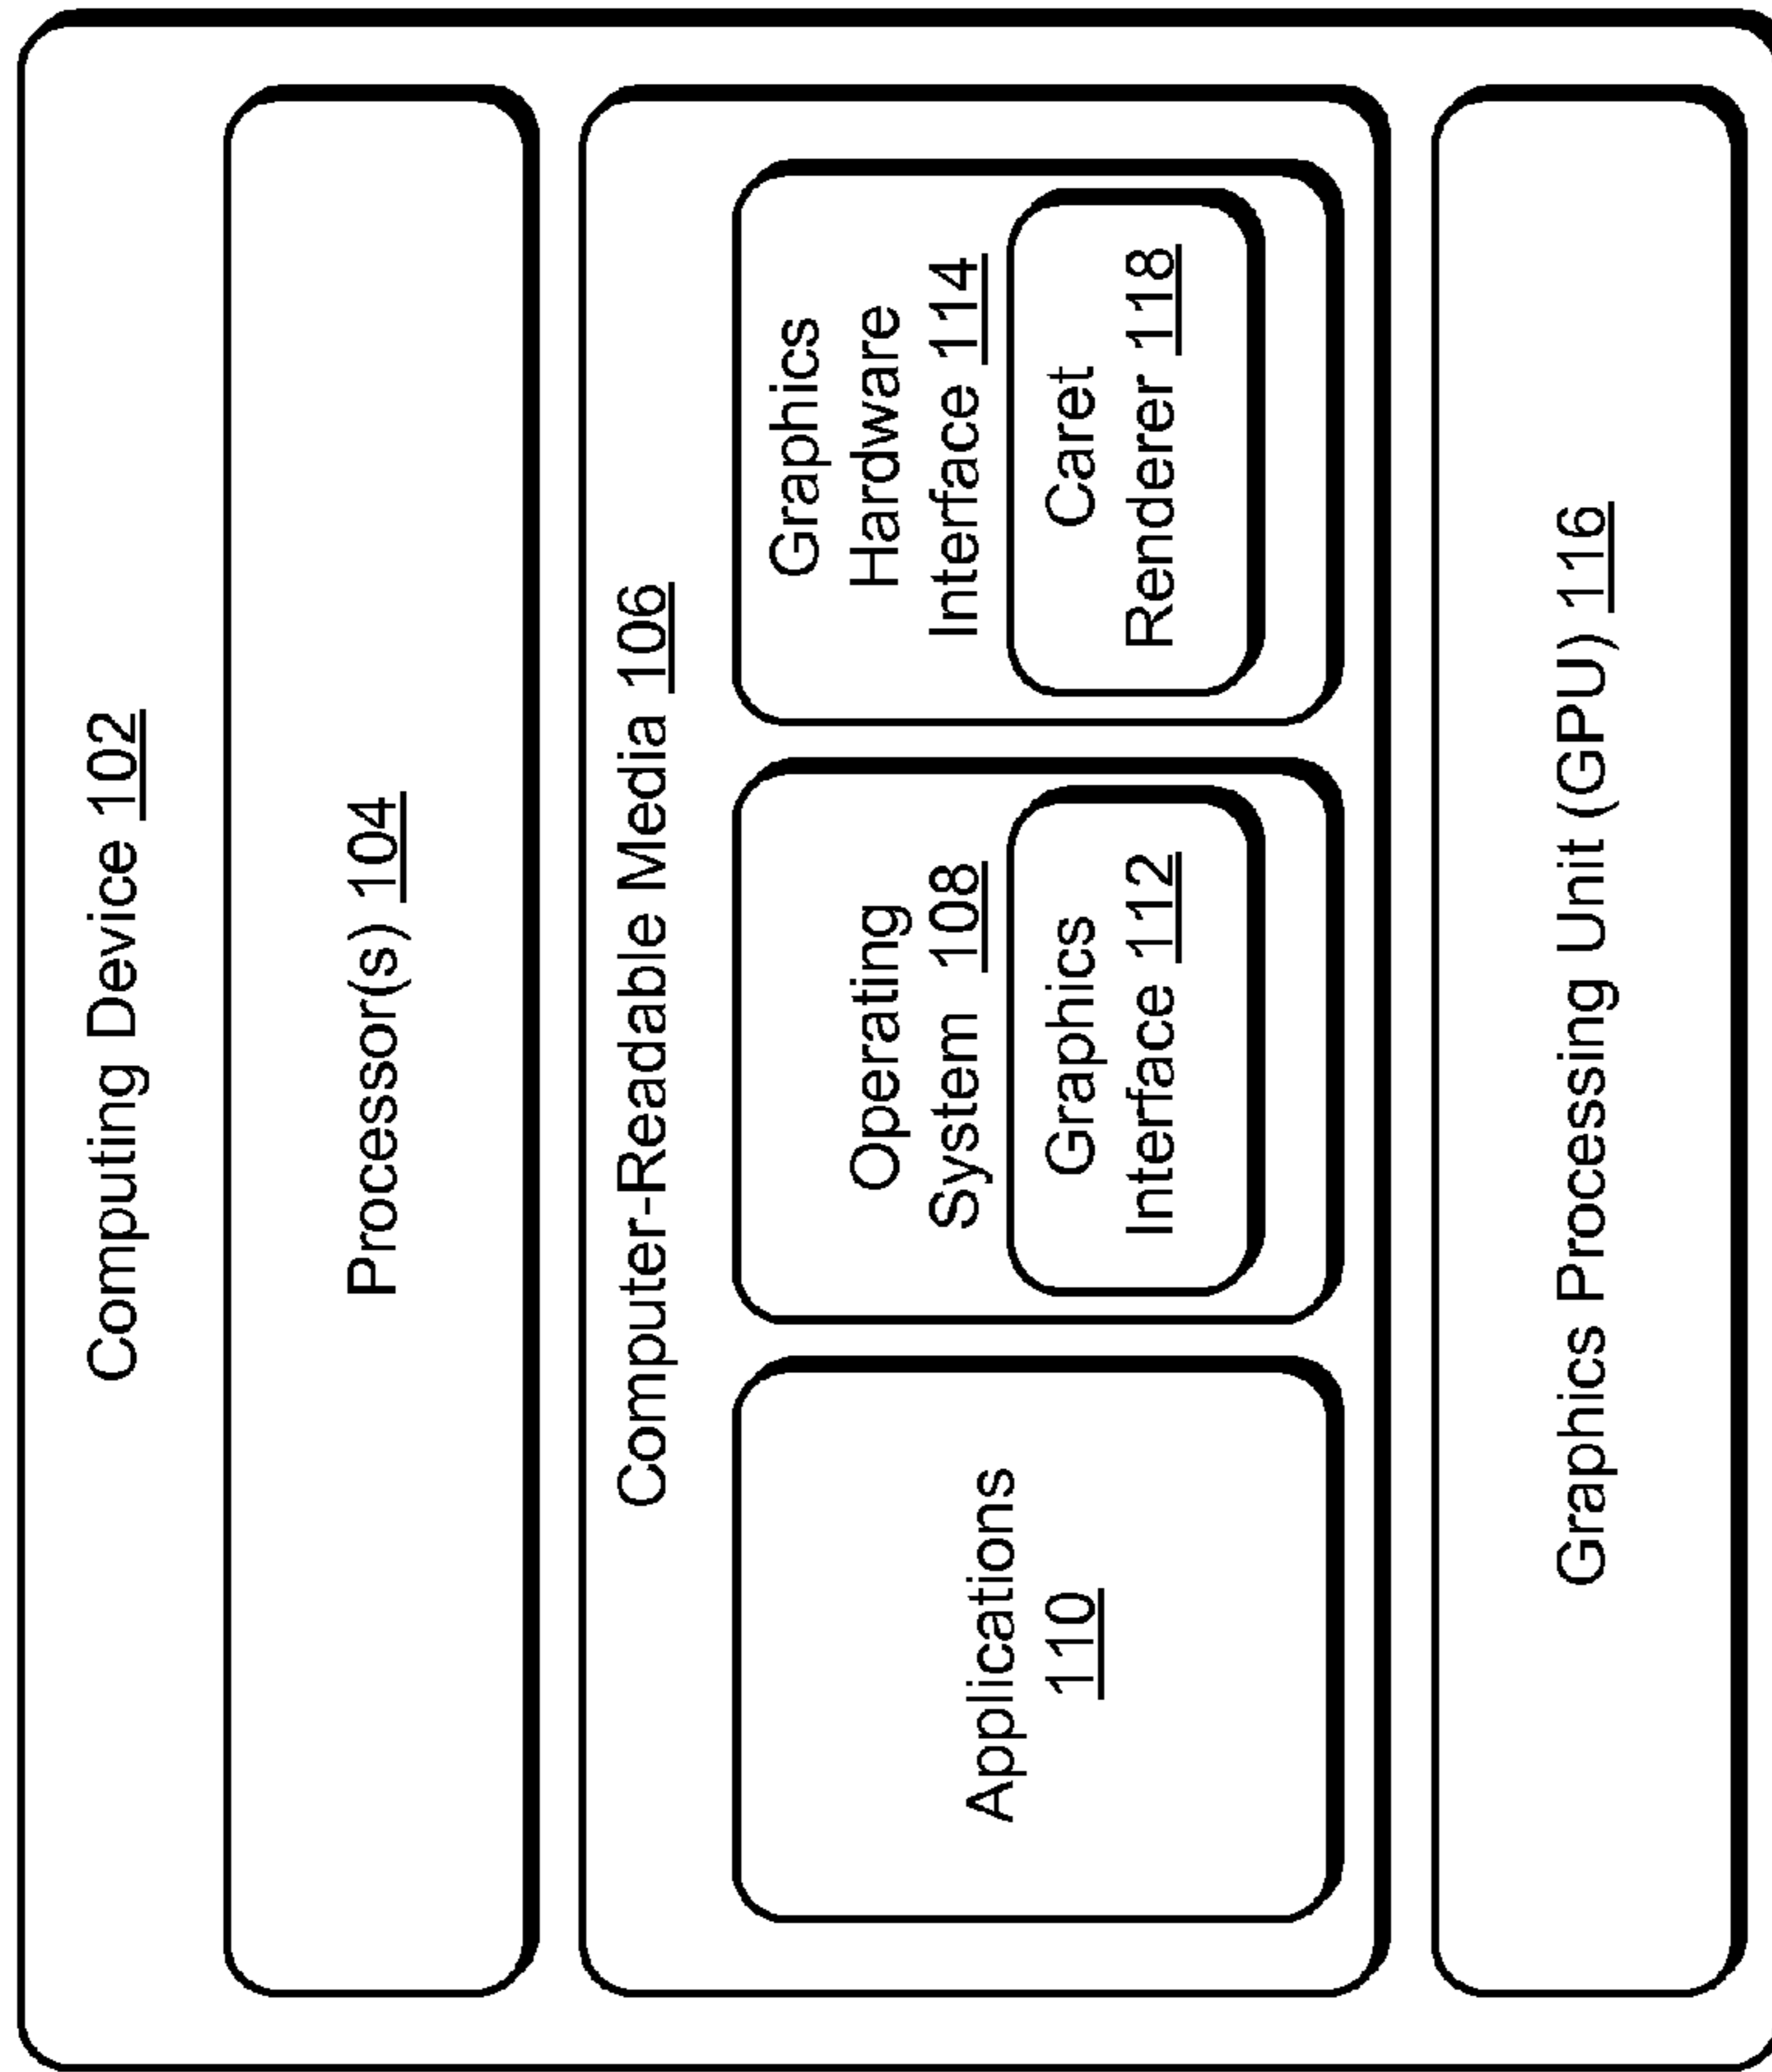 Computing Device 102
Processor(s) 104
Computer-Readable Media 106
Applications
110
Operating
System 108
Graphics
Interface 112
Graphics
Hardware
Interface 114
Caret
Renderer 118
Graphics Processing Unit (GPU) 116